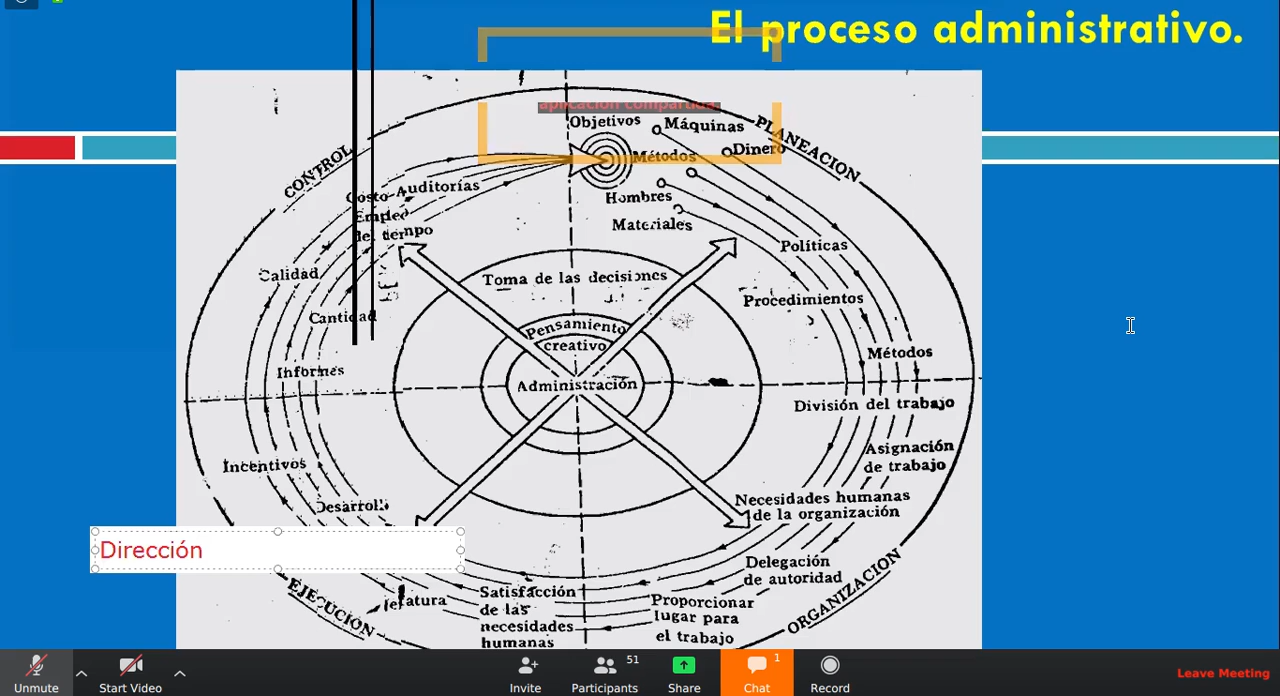 El proceso administrativo.
aplicación compartida.
Objetivos
Máquinas
PLANEACION
Dinero
Métodos
CONTROL
Costo Auditorías
Hombres
Empleo
del tiempo
Materiales
Políticas
Calidad
Toma de las decisiones
Procedimientos
Cantidad
Pensamiento
creativo
Métodos
Informes
Administración
División del trabajo
Asignación
de trabajo
Incentivos
Necesidades humanas
de la organización
Desarrollo
Dirección
Delegación
de autoridad
ORGANIZACION
EJECUCIÓN
Satisfacción
de las
necesidades
humanas
Proporcionar
lugar para
el trabajo
Unmute
Start Video
Invite
51
Participants
Share
1
Chat
Record
Leave Meeting